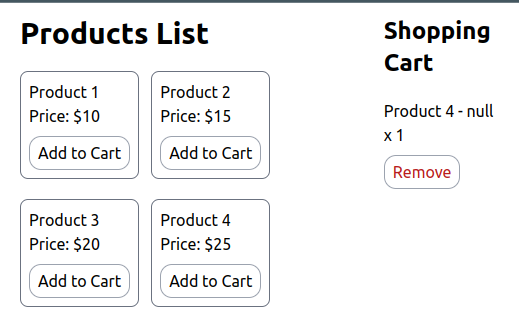 Products List
Product 1
Price: $10
Add to Cart
Product 2
Price: $15
Add to Cart
Product 3
Price: $20
Add to Cart
Product 4
Price: $25
Add to Cart
Shopping
Cart
Product 4 - null
x 1
Remove